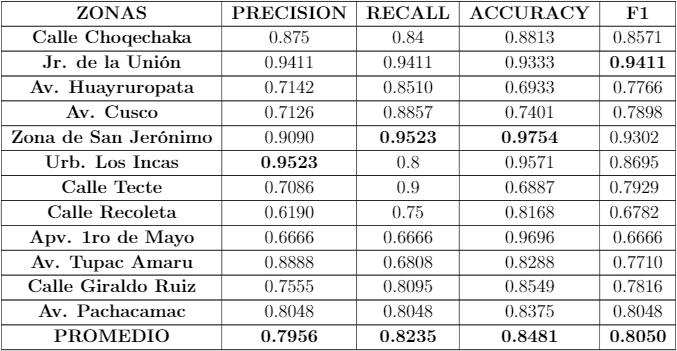 ZONAS PRECISION RECALL ACCURACY F1
Calle Choqechaka 0.875 0.84 0.8813 0.8571
Jr. de la Unión 0.9411 0.9411 0.9333 0.9411
Av. Huayruropata 0.7142 0.8510 0.6933 0.7766
Av. Cusco 0.7126 0.8857 0.7401 0.7898
Zona de San Jerónimo 0.9090 0.9523 0.9754 0.9302
Urb. Los Incas 0.9523 0.8 0.9571 0.8695
Calle Tecte 0.7086 0.9 0.6887 0.7929
Calle Recoleta 0.6190 0.75 0.8168 0.6782
Apv. 1ro de Mayo 0.6666 0.6666 0.9696 0.6666
Av. Tupac Amaru 0.8888 0.6808 0.8288 0.7710
Calle Giraldo Ruiz 0.7555 0.8095 0.8549 0.7816
Av. Pachacamac 0.8048 0.8048 0.8375 0.8048
PROMEDIO 0.7956 0.8235 0.8481 0.8050